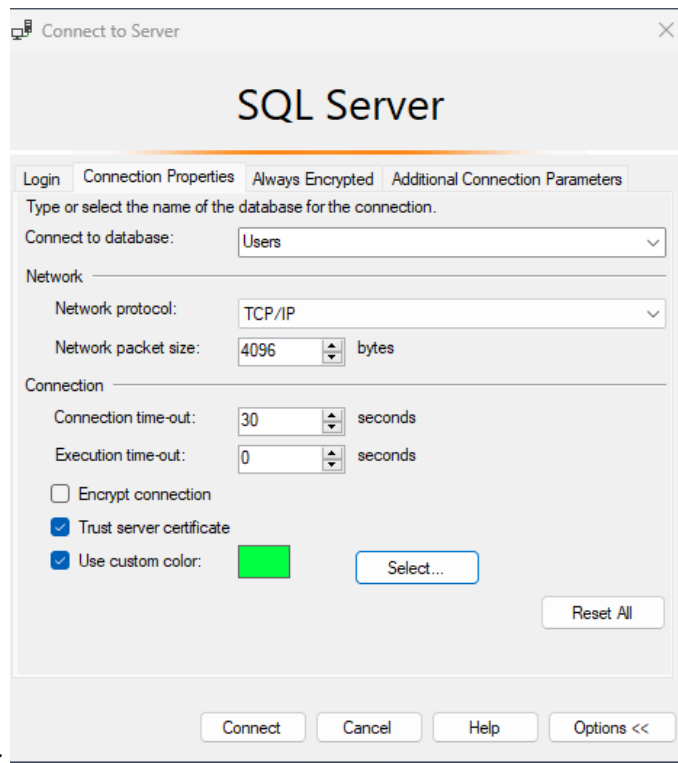 Connect to Server
SQL Server
Login Connection Properties Always Encrypted Additional Connection Parameters
Type or select the name of the database for the connection.
Connect to database: Users
Network
Network protocol: TCP/IP
Network packet size: 4096 bytes
Connection
Connection time-out: 30 seconds
Execution time-out: 0 seconds
Encrypt connection
Trust server certificate
Use custom color: Select...
Reset All
Connect Cancel Help Options <<